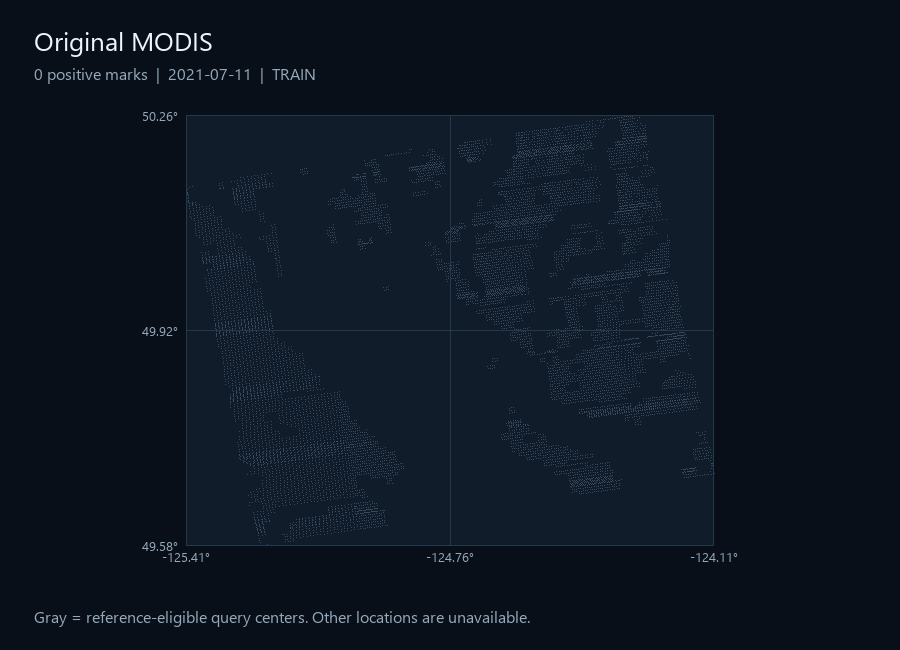 Original MODIS
0 positive marks | 2021-07-11 | TRAIN
50.26°
49.92°
49.58°
-125.41°
-124.76°
-124.11°
Gray = reference-eligible query centers. Other locations are unavailable.